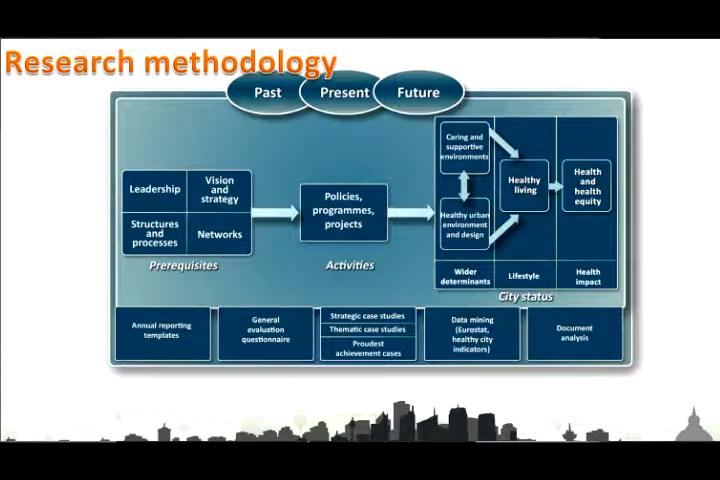 Research methodology
Past
Present
Future
Leadership
Vision
and
strategy
Structures
and
processes
Networks
Prerequisites
Policies,
programmes,
projects
Activities
Caring and
supportive
environments
Healthy urban
environment
and design
Healthy
living
Health
and
health
equity
Wider
determinants
Lifestyle
Health
impact
City status
Annual reporting
templates
General
evaluation
questionnaire
Strategic case studies
Thematic case studies
Proudest
achievement cases
Data mining
(Eurostat,
healthy city
indicators)
Document
analysis